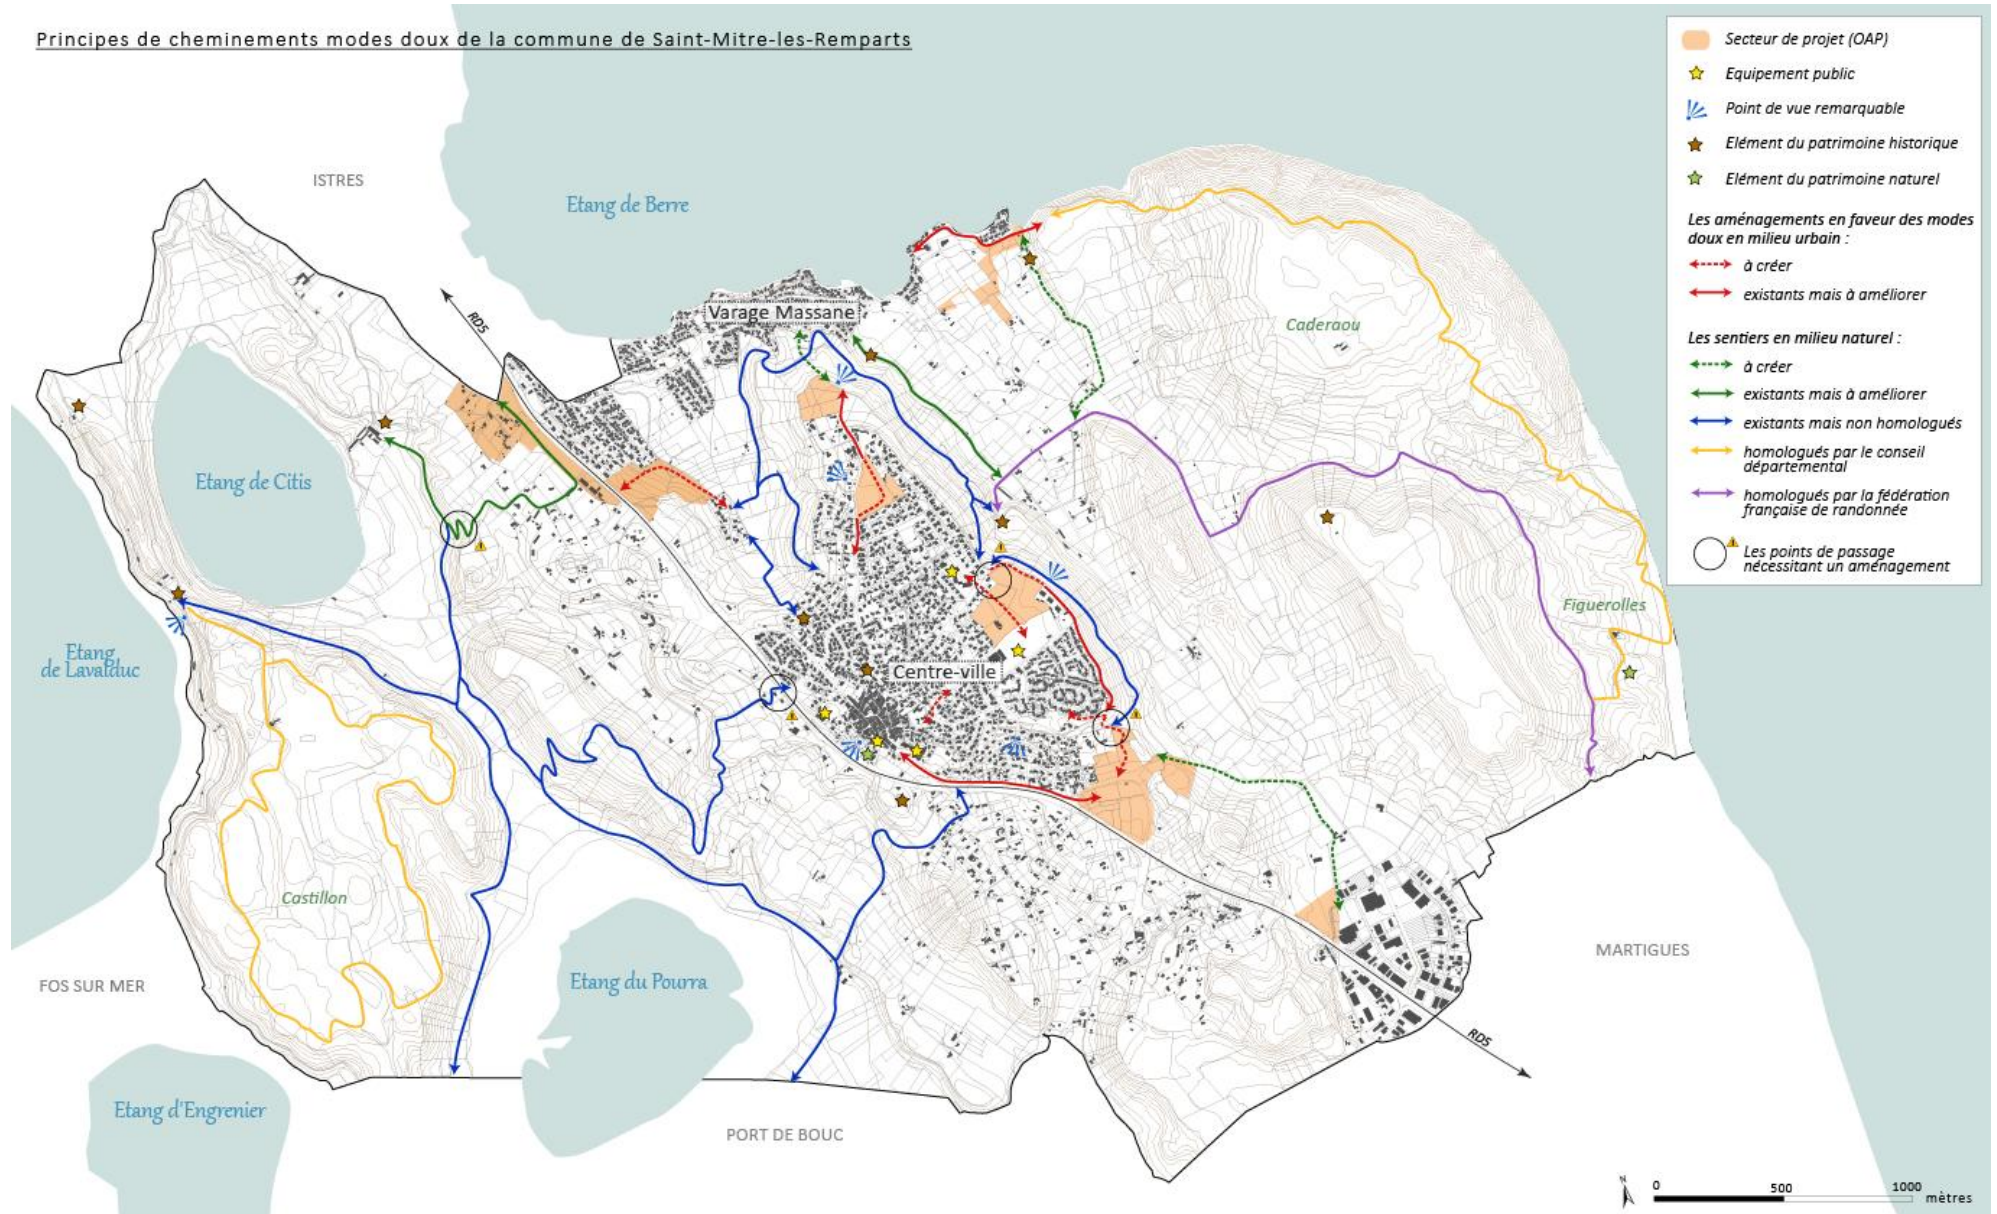 Principes de cheminements modes doux de la commune de Saint-Mitre-les-Remparts
Secteur de projet (OAP)
Equipement public
Point de vue remarquable
Elément du patrimoine historique
Elément du patrimoine naturel
Les aménagements en faveur des modes
doux en milieu urbain :
à créer
existants mais à améliorer
Les sentiers en milieu naturel :
à créer
existants mais à améliorer
existants mais non homologués
homologués par le conseil
départemental
homologués par la fédération
française de randonnée
Les points de passage
nécessitant un aménagement
ISTRES
Etang de Berre
RD5
Varage Massane
Caderaou
Etang de Citis
Figuerolles
Etang
de Lavalduc
Centre-ville
Castillon
FOS SUR MER
Etang du Pourra
MARTIGUES
RD5
Etang d'Engrenier
PORT DE BOUC
N
0 500 1000 mètres